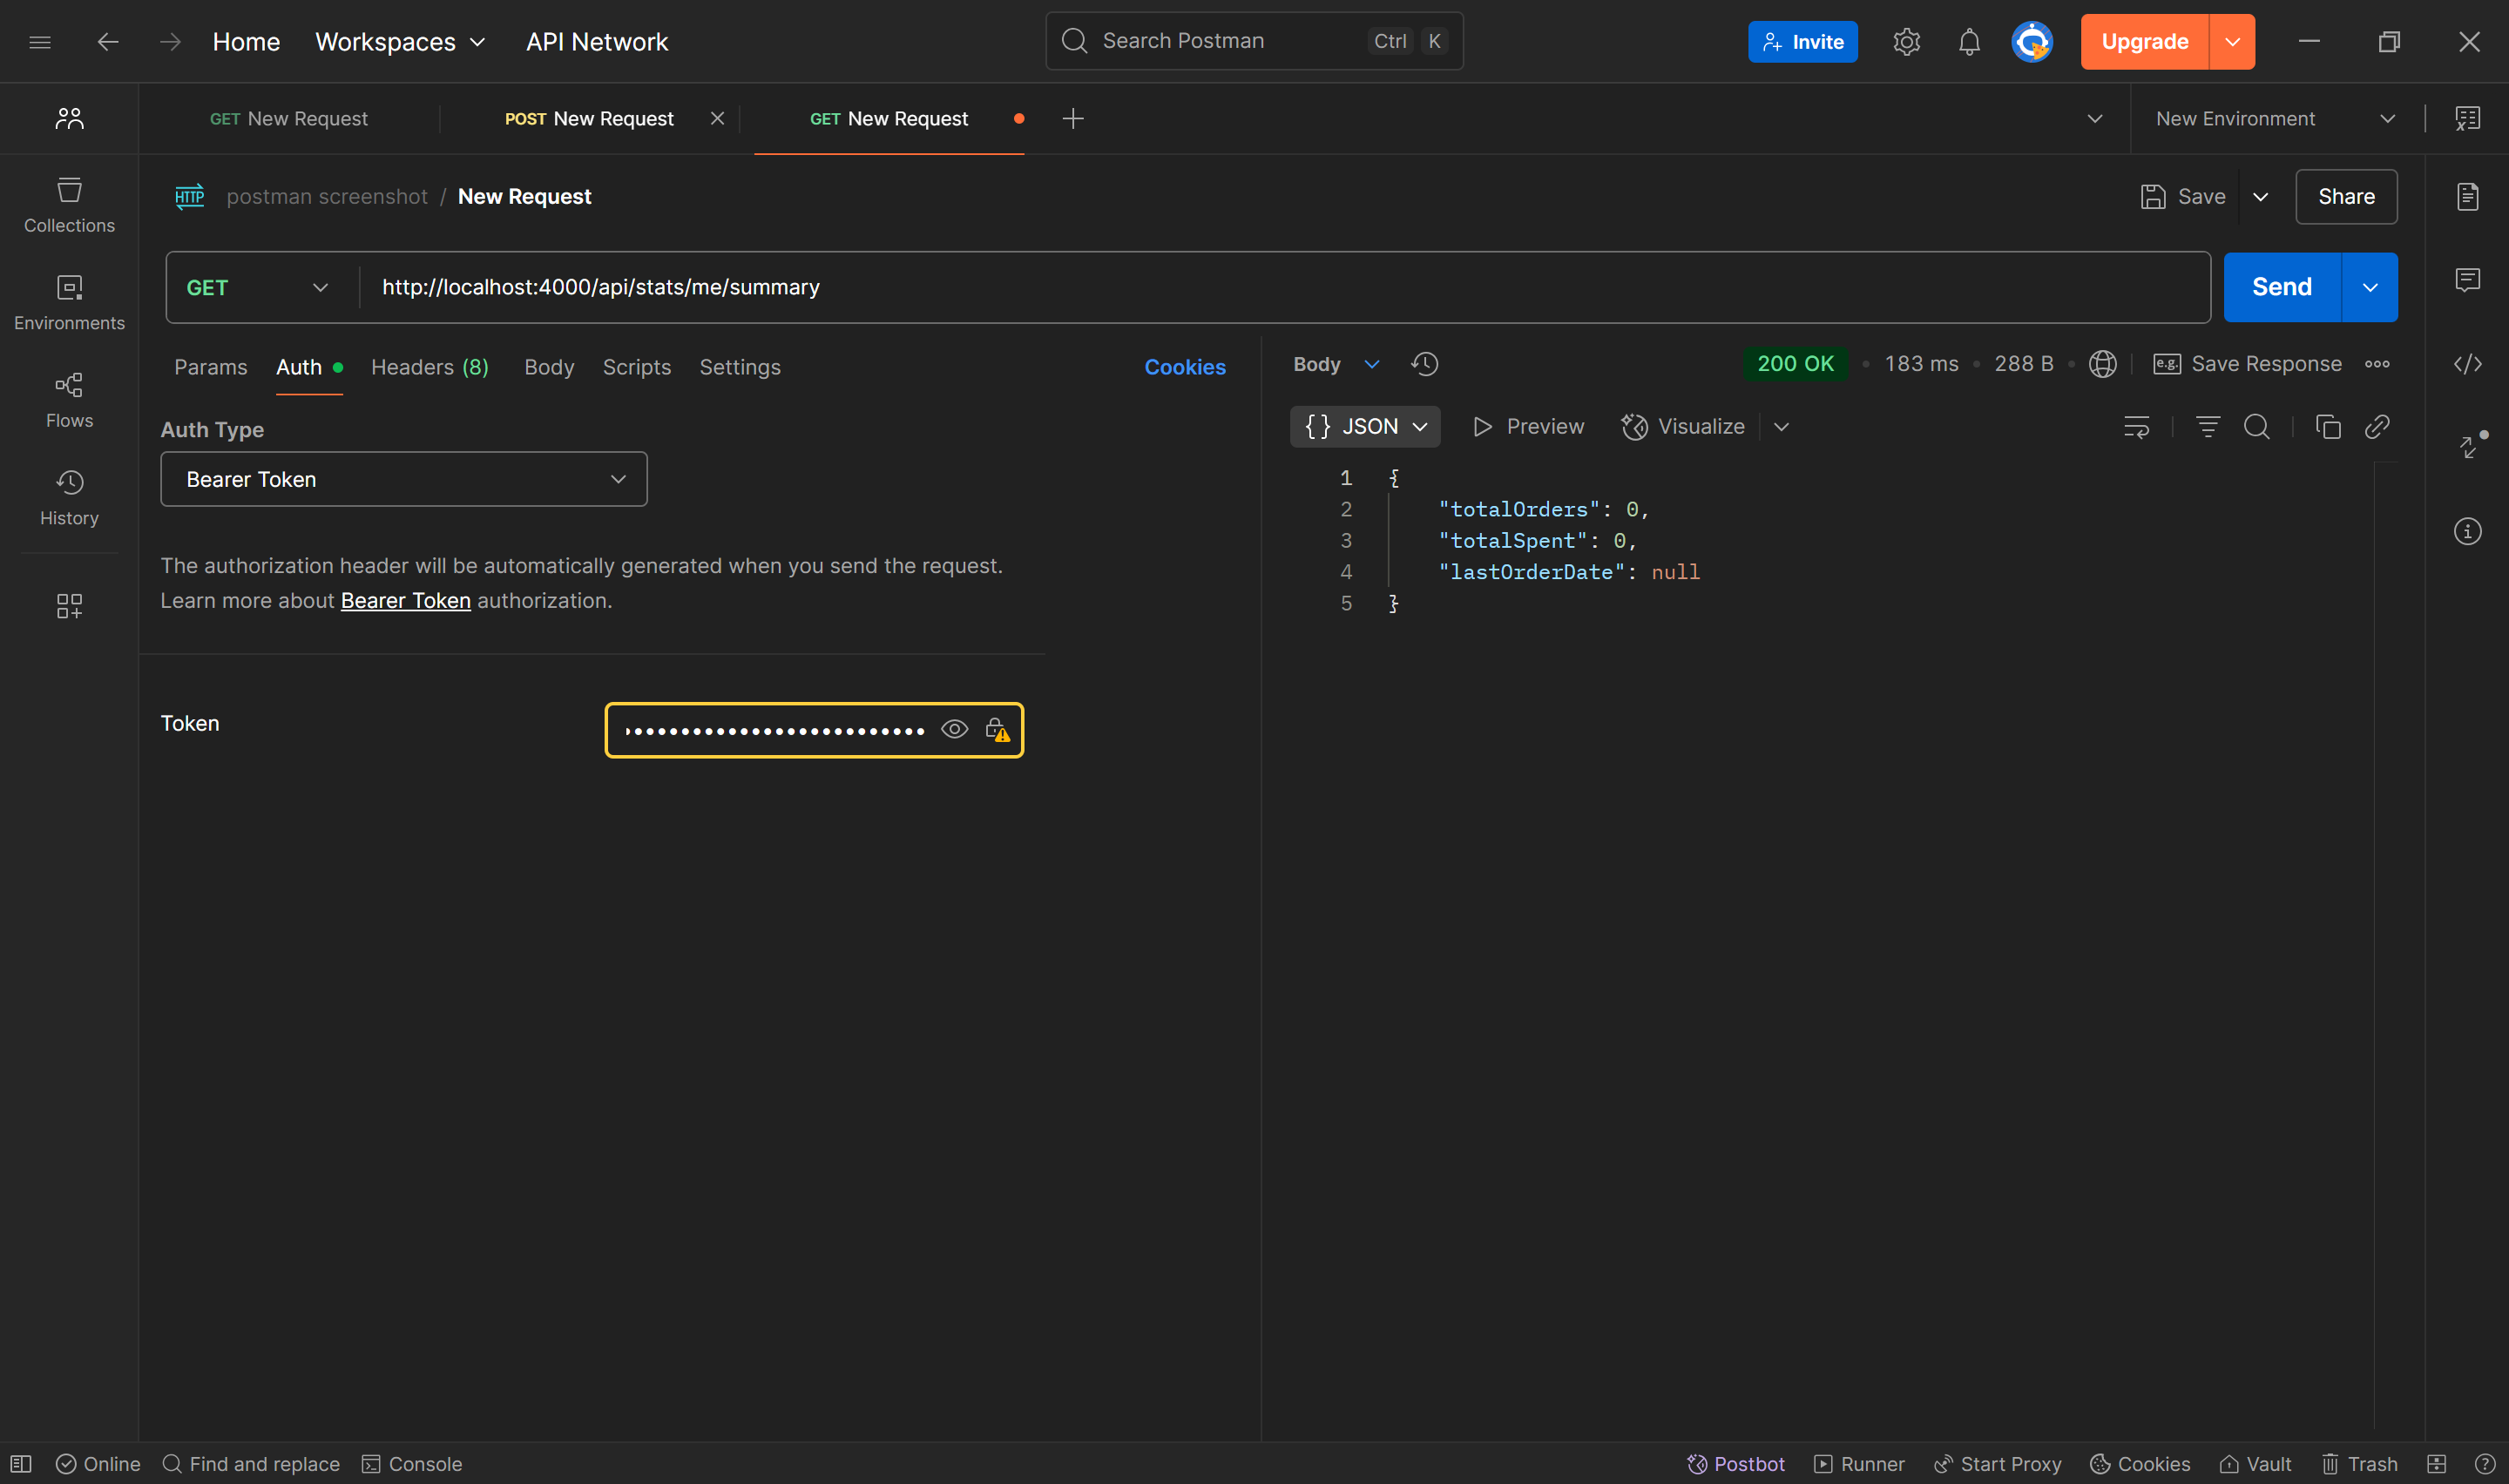 Home Workspaces API Network Search Postman Ctrl K Invite Upgrade
GET New Request POST New Request GET New Request New Environment
HTTP postman screenshot / New Request Save Share
Collections
GET http://localhost:4000/api/stats/me/summary Send
Environments
Params Auth Headers (8) Body Scripts Settings Cookies
Body 200 OK 183 ms 288 B e.g. Save Response
Flows
Auth Type
{} JSON Preview Visualize
Bearer Token
History
1 {
2 "totalOrders": 0,
3 "totalSpent": 0,
4 "lastOrderDate": null
5 }
The authorization header will be automatically generated when you send the request.
Learn more about Bearer Token authorization.
Token
Online Find and replace Console Postbot Runner Start Proxy Cookies Vault Trash